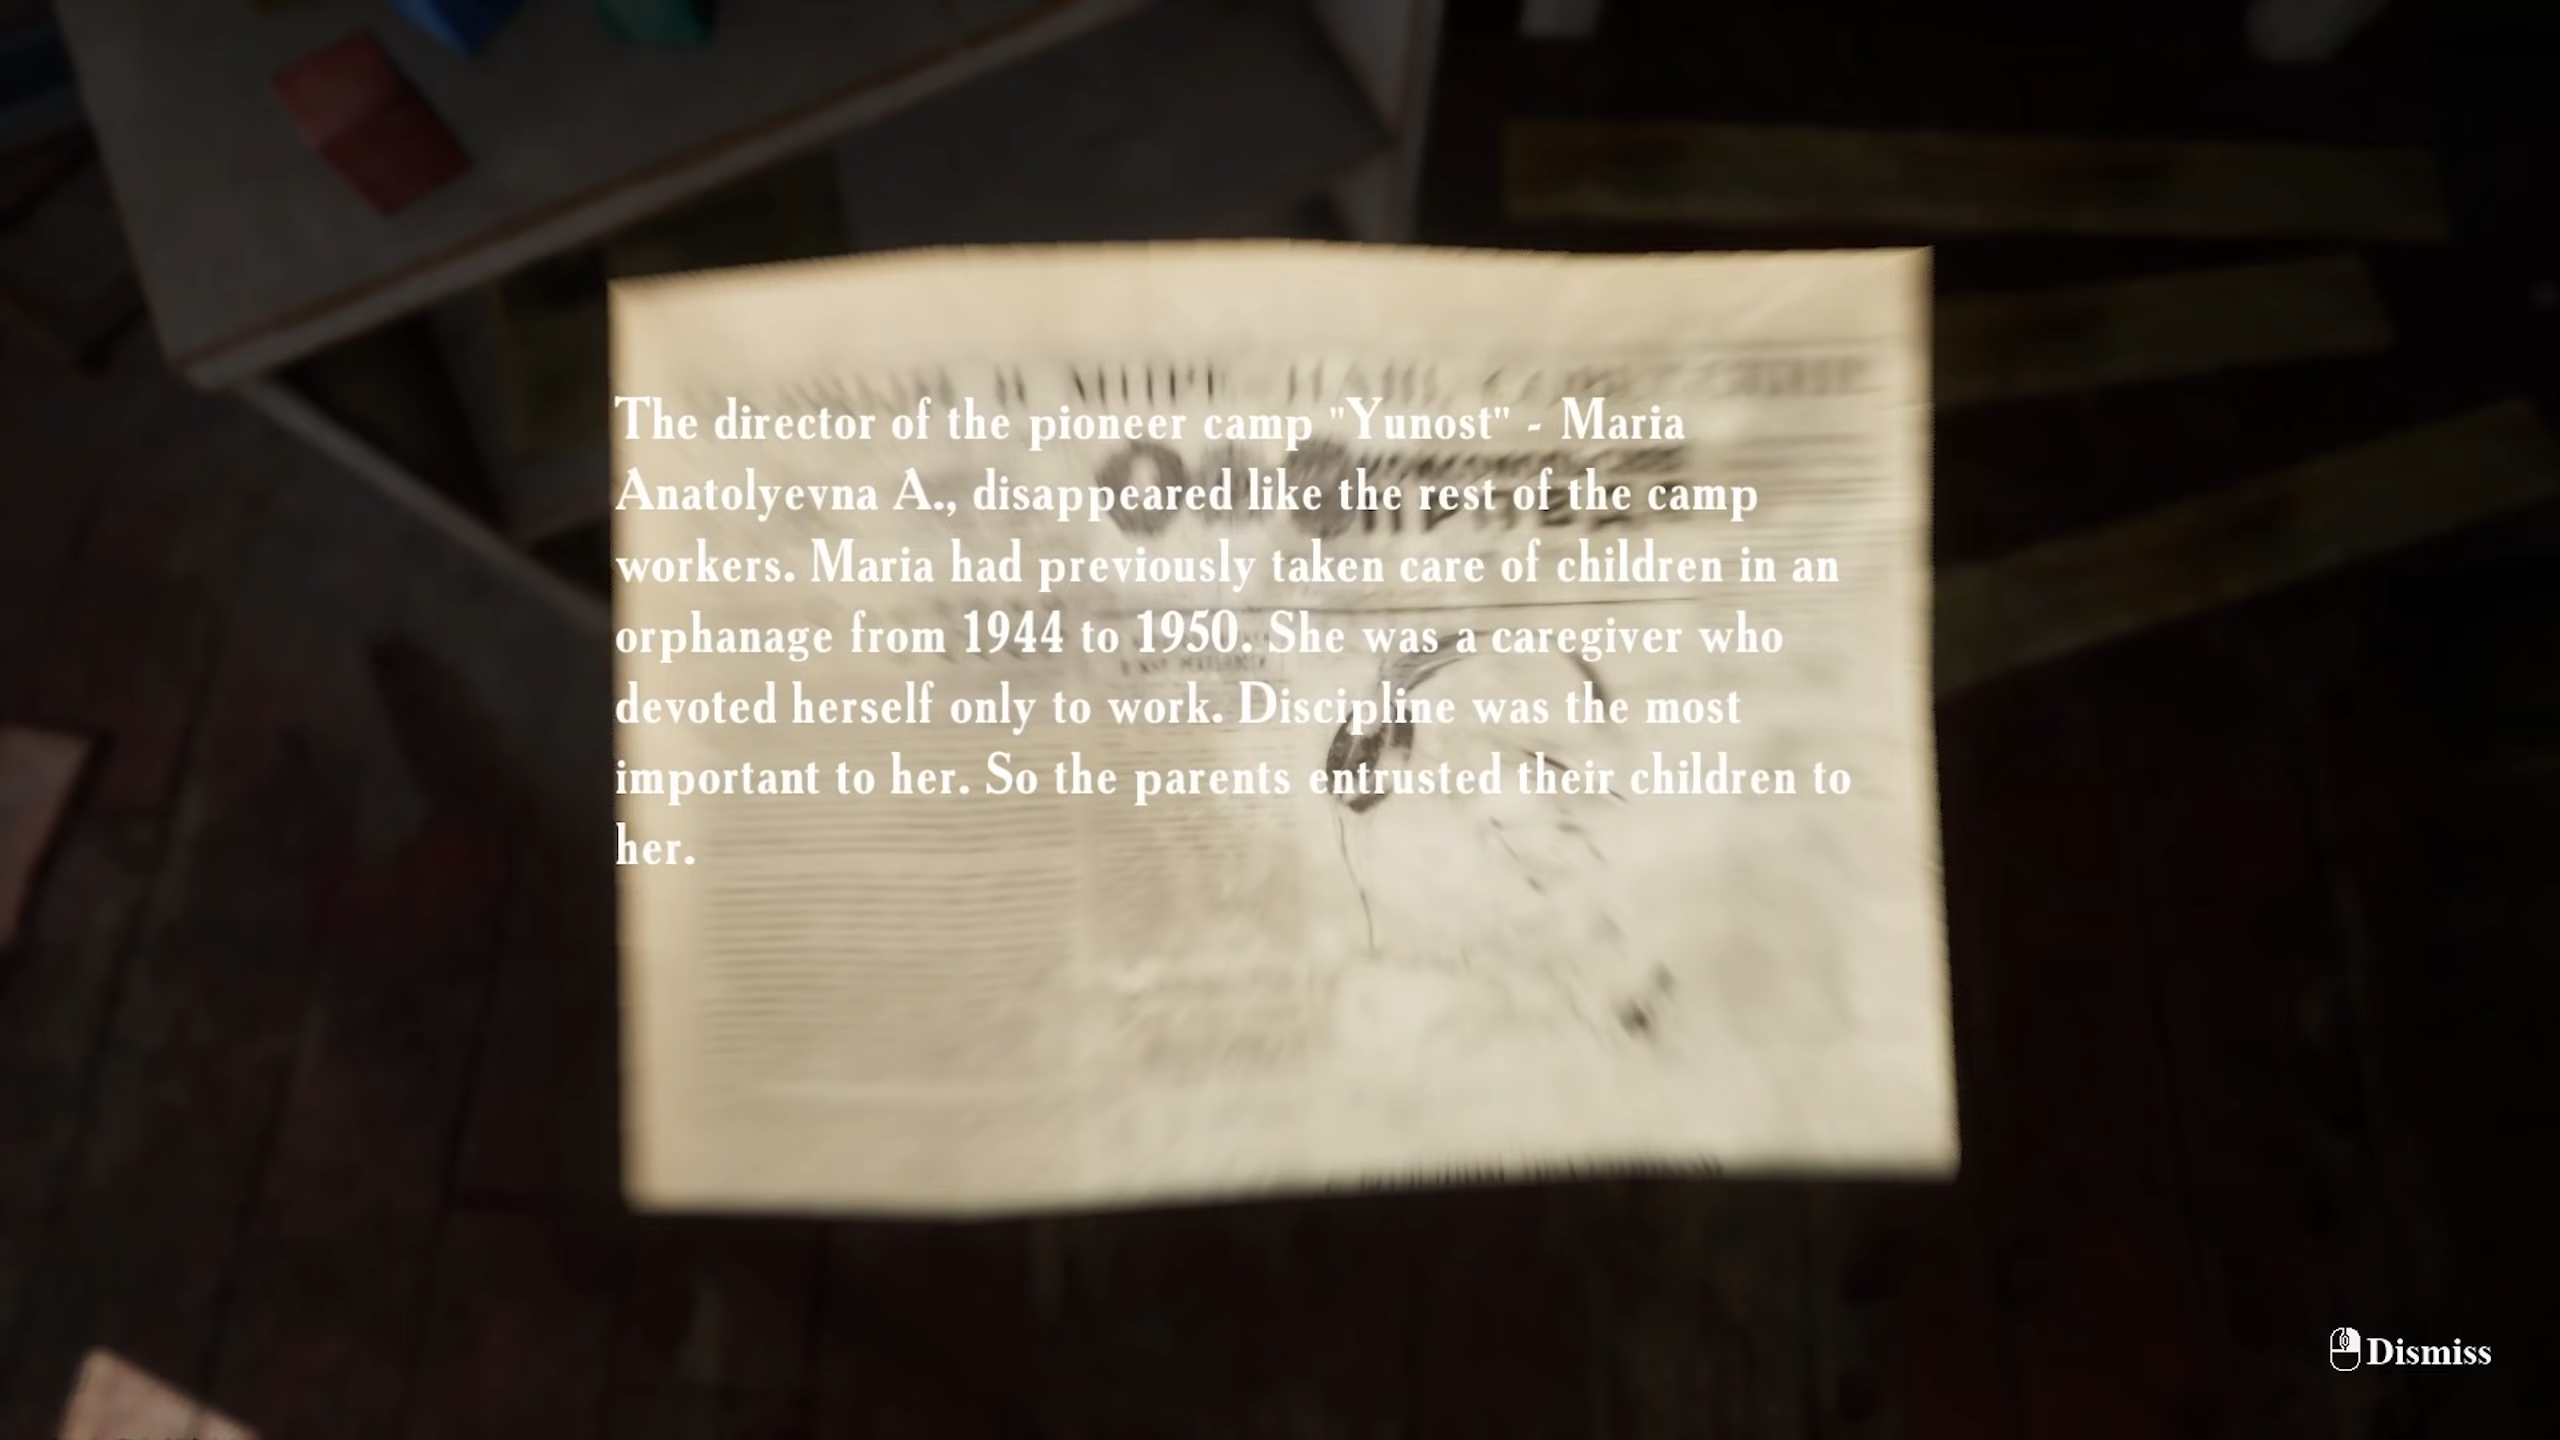 The director of the pioneer camp "Yunost" - Maria
Anatolyevna A., disappeared like the rest of the camp
workers. Maria had previously taken care of children in an
orphanage from 1944 to 1950. She was a caregiver who
devoted herself only to work. Discipline was the most
important to her. So the parents entrusted their children to
her.
Dismiss